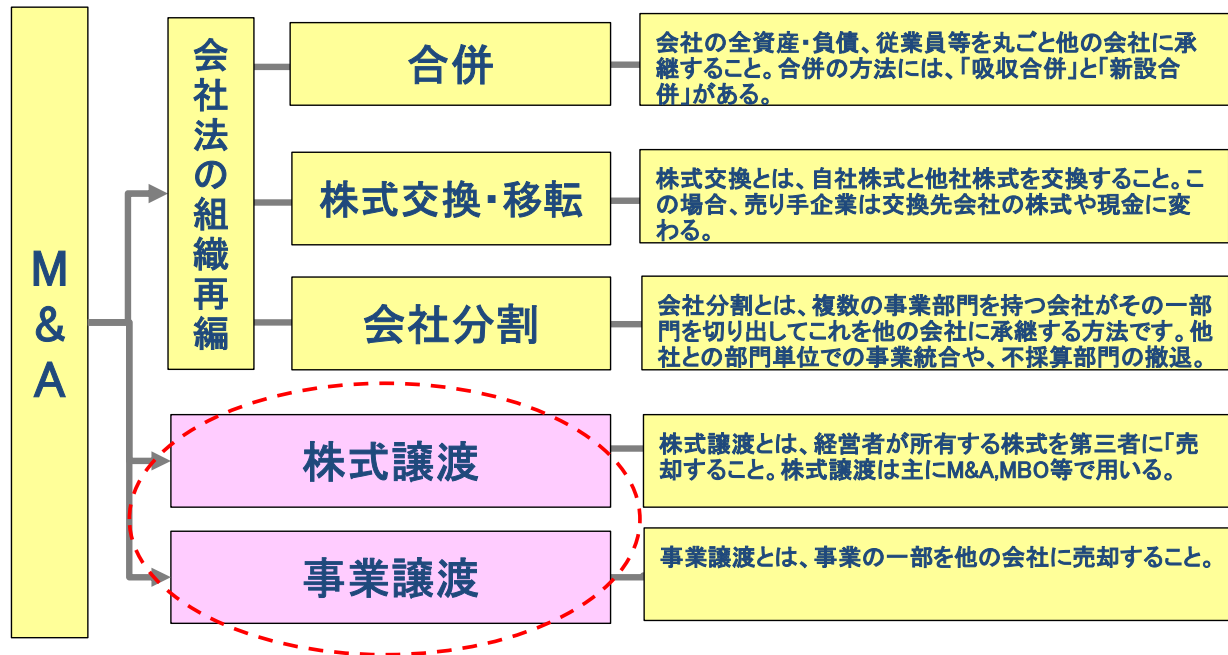 M&A
会社法の組織再編
合併
会社の全資産・負債、従業員等を丸ごと他の会社に承
継すること。合併の方法には、「吸収合併」と「新設合
併」がある。
株式交換・移転
株式交換とは、自社株式と他社株式を交換すること。こ
の場合、売り手企業は交換先会社の株式や現金に変
わる。
会社分割
会社分割とは、複数の事業部門を持つ会社がその一部
門を切り出してこれを他の会社に承継する方法です。他
社との部門単位での事業統合や、不採算部門の撤退。
株式譲渡
株式譲渡とは、経営者が所有する株式を第三者に「売
却すること。株式譲渡は主にM&A,MBO等で用いる。
事業譲渡
事業譲渡とは、事業の一部を他の会社に売却すること。